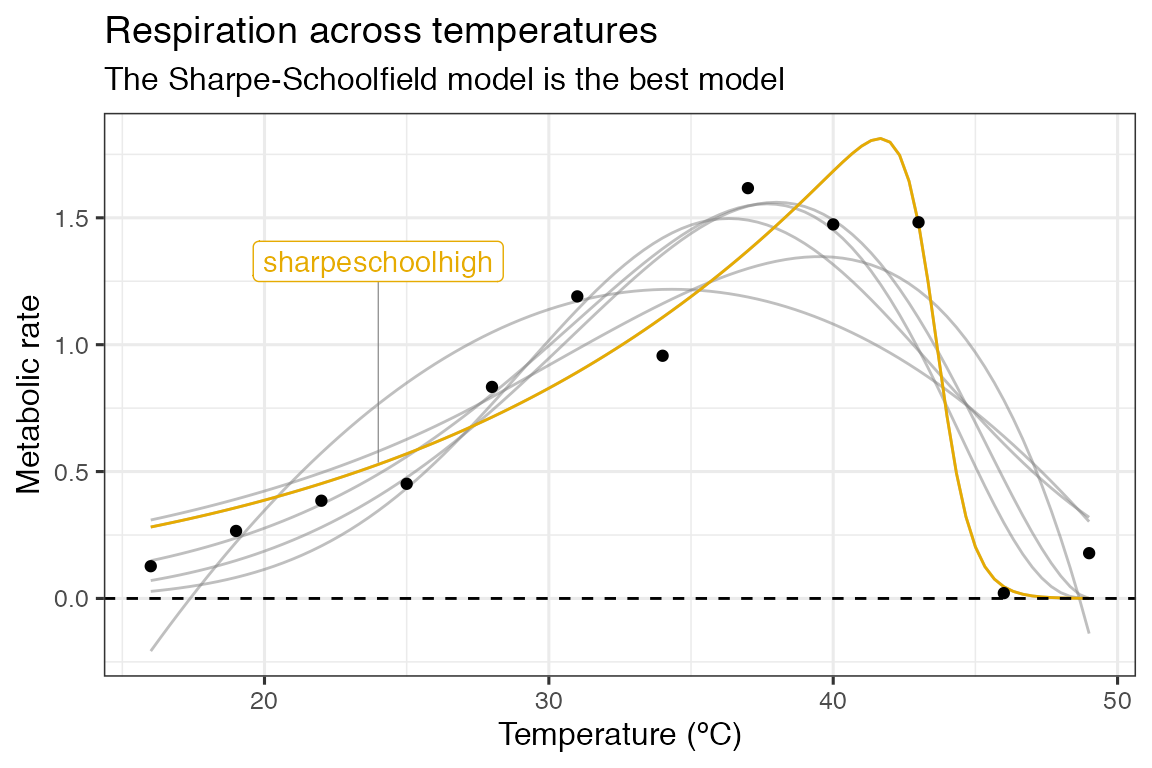 Respiration across temperatures
The Sharpe-Schoolfield model is the best model
1.5
sharpeschoolhigh
1.0
Metabolic rate
0.5
0.0
20
30
40
50
Temperature (ºC)